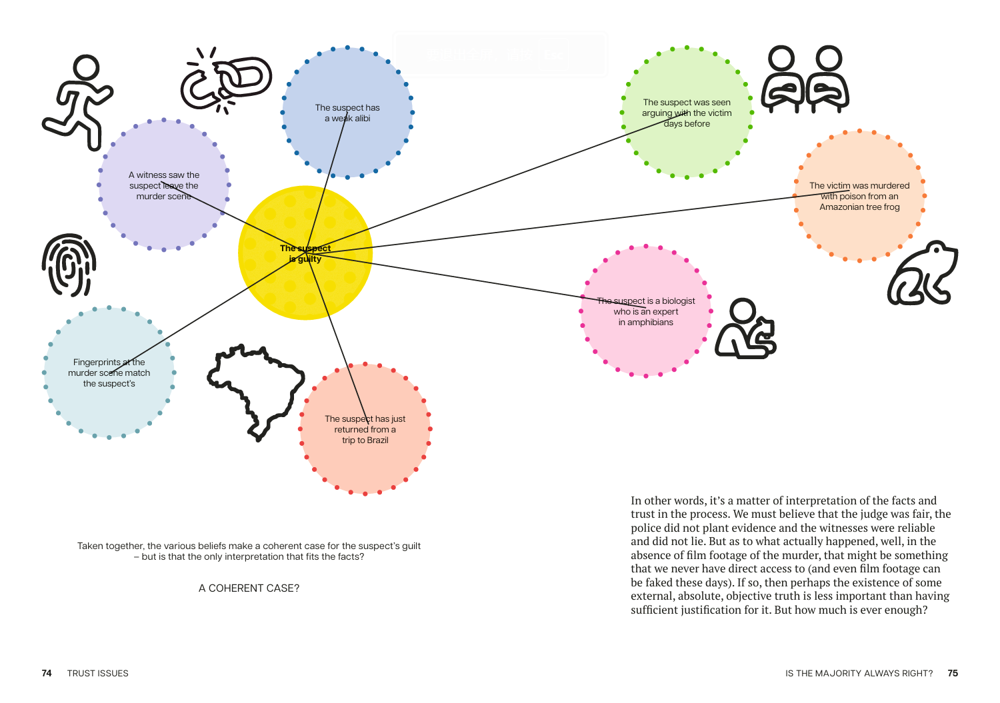 The suspect has
a weak alibi
The suspect was seen
arguing with the victim
days before
A witness saw the
suspect leave the
murder scene
The victim was murdered
with poison from an
Amazonian tree frog
The suspect
is guilty
The suspect is a biologist
who is an expert
in amphibians
Fingerprints at the
murder scene match
the suspect's
The suspect has just
returned from a
trip to Brazil
Taken together, the various beliefs make a coherent case for the suspect's guilt
– but is that the only interpretation that fits the facts?
A COHERENT CASE?
In other words, it's a matter of interpretation of the facts and
trust in the process. We must believe that the judge was fair, the
police did not plant evidence and the witnesses were reliable
and did not lie. But as to what actually happened, well, in the
absence of film footage of the murder, that might be something
that we never have direct access to (and even film footage can
be faked these days). If so, then perhaps the existence of some
external, absolute, objective truth is less important than having
sufficient justification for it. But how much is ever enough?
74 TRUST ISSUES
IS THE MAJORITY ALWAYS RIGHT? 75